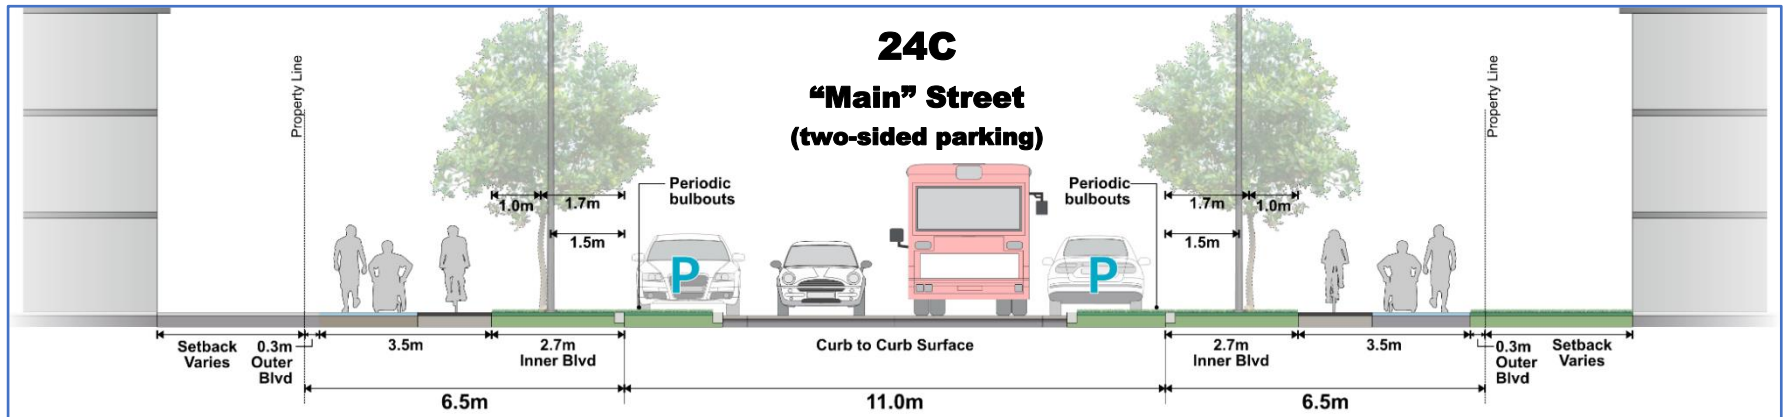 24C
“Main” Street
(two-sided parking)
Property Line
Property Line
1.0m
1.7m
1.5m
Periodic
bulbouts
Periodic
bulbouts
1.7m
1.0m
1.5m
P
P
Setback
Varies
0.3m
Outer
Blvd
3.5m
2.7m
Inner Blvd
Curb to Curb Surface
2.7m
Inner Blvd
3.5m
0.3m
Outer
Blvd
Setback
Varies
6.5m
11.0m
6.5m